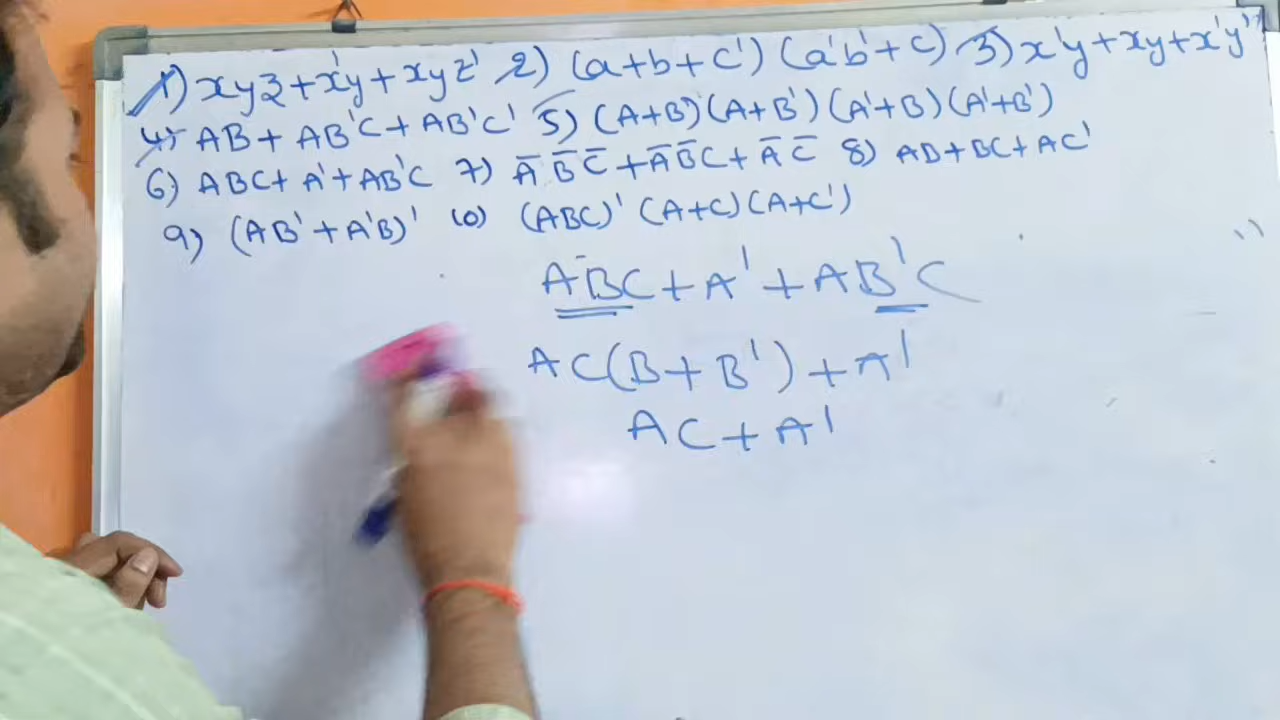 1) xyz + x'y + xyz' 2) (a+b+c') (a'b'+c) 3) x'y + xy + x'y'
4) AB + AB'C + AB'C' 5) (A+B)(A+B')(A'+B)(A'+B')
6) ABC + A' + AB'C 7) A̅ B̅ C̅ + A̅ B̅ C + A̅ C̅ 8) AB + BC + AC'
9) (AB' + A'B)' 10) (ABC)' (A+C)(A+C')
ABC + A' + AB'C
AC(B + B') + A'
AC + A'